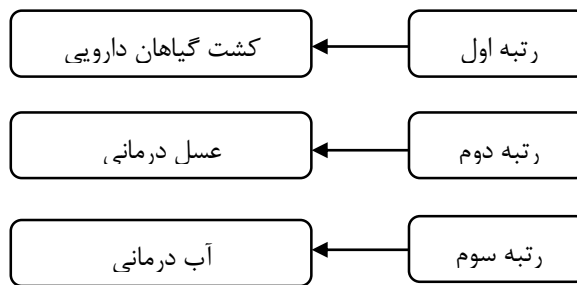 رتبه اول
کشت گیاهان دارویی
رتبه دوم
عسل درمانی
رتبه سوم
آب درمانی